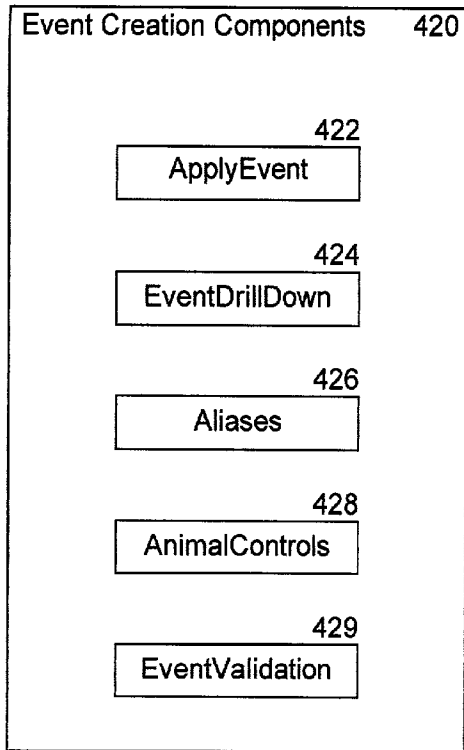 Event Creation Components 420
422
ApplyEvent
424
EventDrillDown
426
Aliases
428
AnimalControls
429
EventValidation